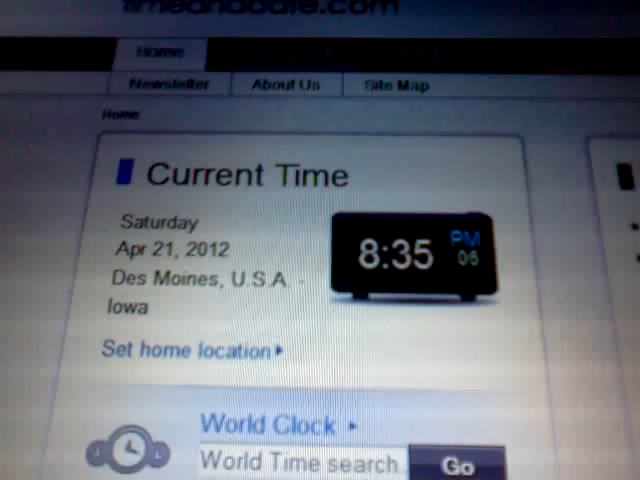 timeanddate.com
Home
Newsletter About Us Site Map
Home
Current Time
Saturday
Apr 21, 2012
Des Moines, U.S.A. -
Iowa
8:35 PM 06
Set home location
World Clock
World Time search
Go